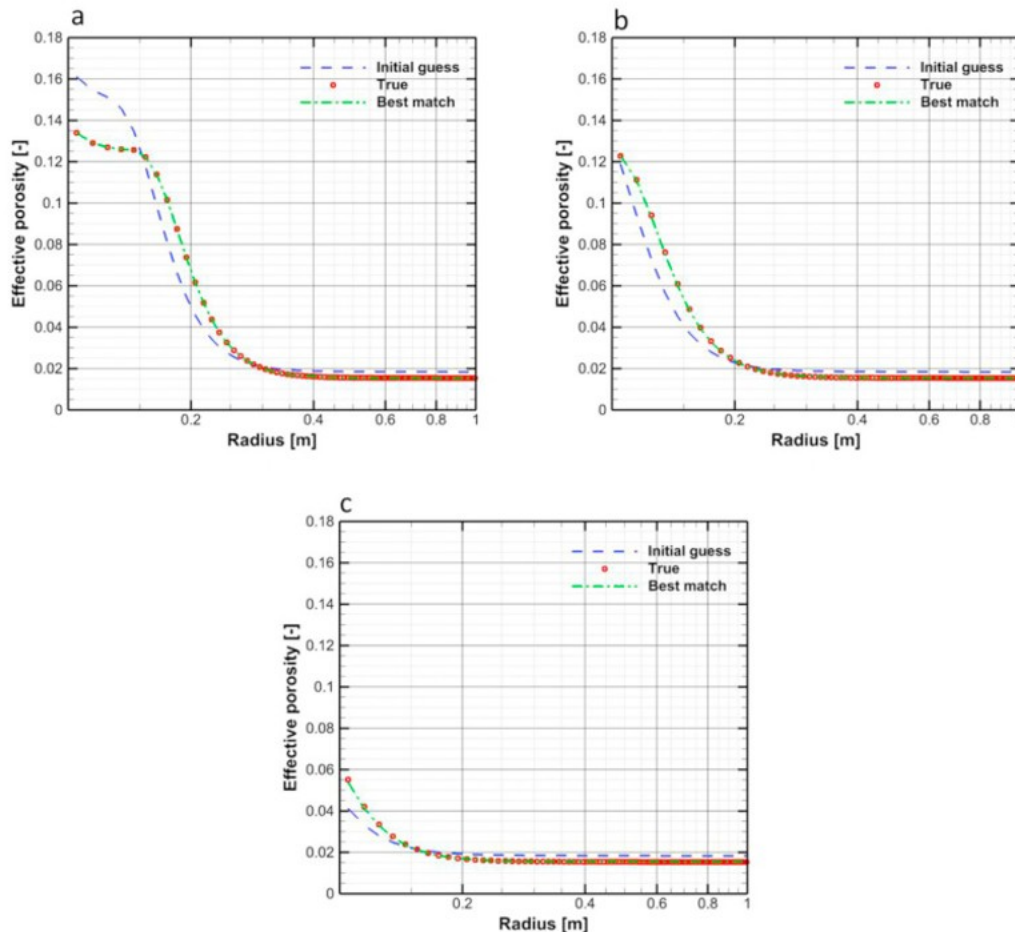 a
0.18
0.16
0.14
0.12
0.1
0.08
0.06
0.04
0.02
0
Effective porosity [-]
Initial guess
True
Best match
0.2
0.4
0.6
0.8
1
Radius [m]
b
0.18
0.16
0.14
0.12
0.1
0.08
0.06
0.04
0.02
0
Effective porosity [-]
Initial guess
True
Best match
0.2
0.4
0.6
0.8
Radius [m]
c
0.18
0.16
0.14
0.12
0.1
0.08
0.06
0.04
0.02
0
Effective porosity [-]
Initial guess
True
Best match
0.2
0.4
0.6
0.8
1
Radius [m]